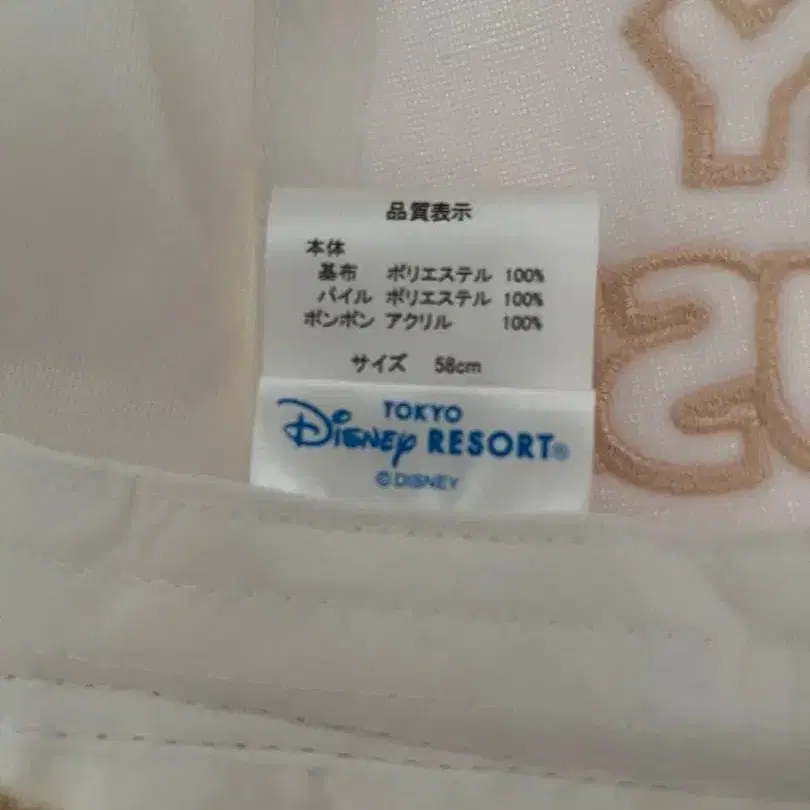 品質表示
本体
基布 ポリエステル 100%
パイル ポリエステル 100%
ポンポン アクリル 100%
サイズ 58cm
TOKYO
Disney RESORT®
©DISNEY